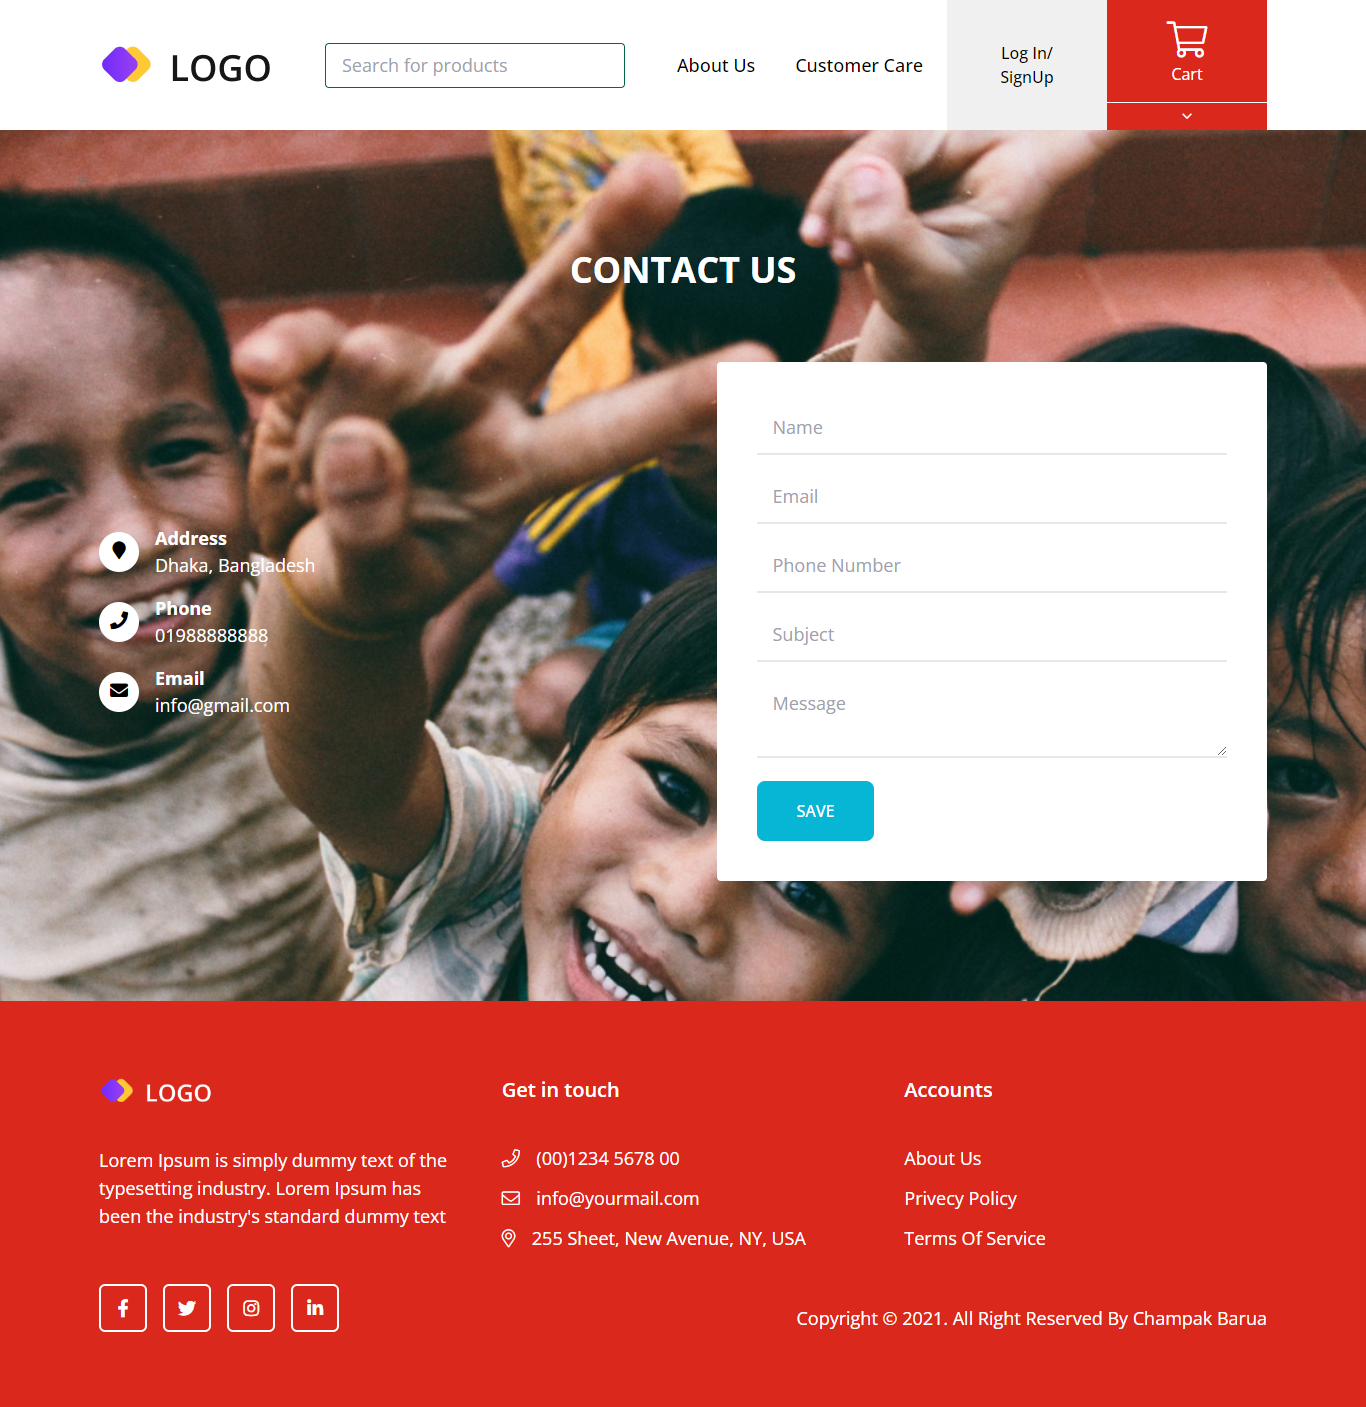 LOGO
Search for products
About Us
Customer Care
Log In/
SignUp
Cart
CONTACT US
Address
Dhaka, Bangladesh
Phone
01988888888
Email
info@gmail.com
Name
Email
Phone Number
Subject
Message
SAVE
LOGO
Lorem Ipsum is simply dummy text of the
typesetting industry. Lorem Ipsum has
been the industry's standard dummy text
Get in touch
(00)1234 5678 00
info@yourmail.com
255 Sheet, New Avenue, NY, USA
Accounts
About Us
Privecy Policy
Terms Of Service
Copyright © 2021. All Right Reserved By Champak Barua